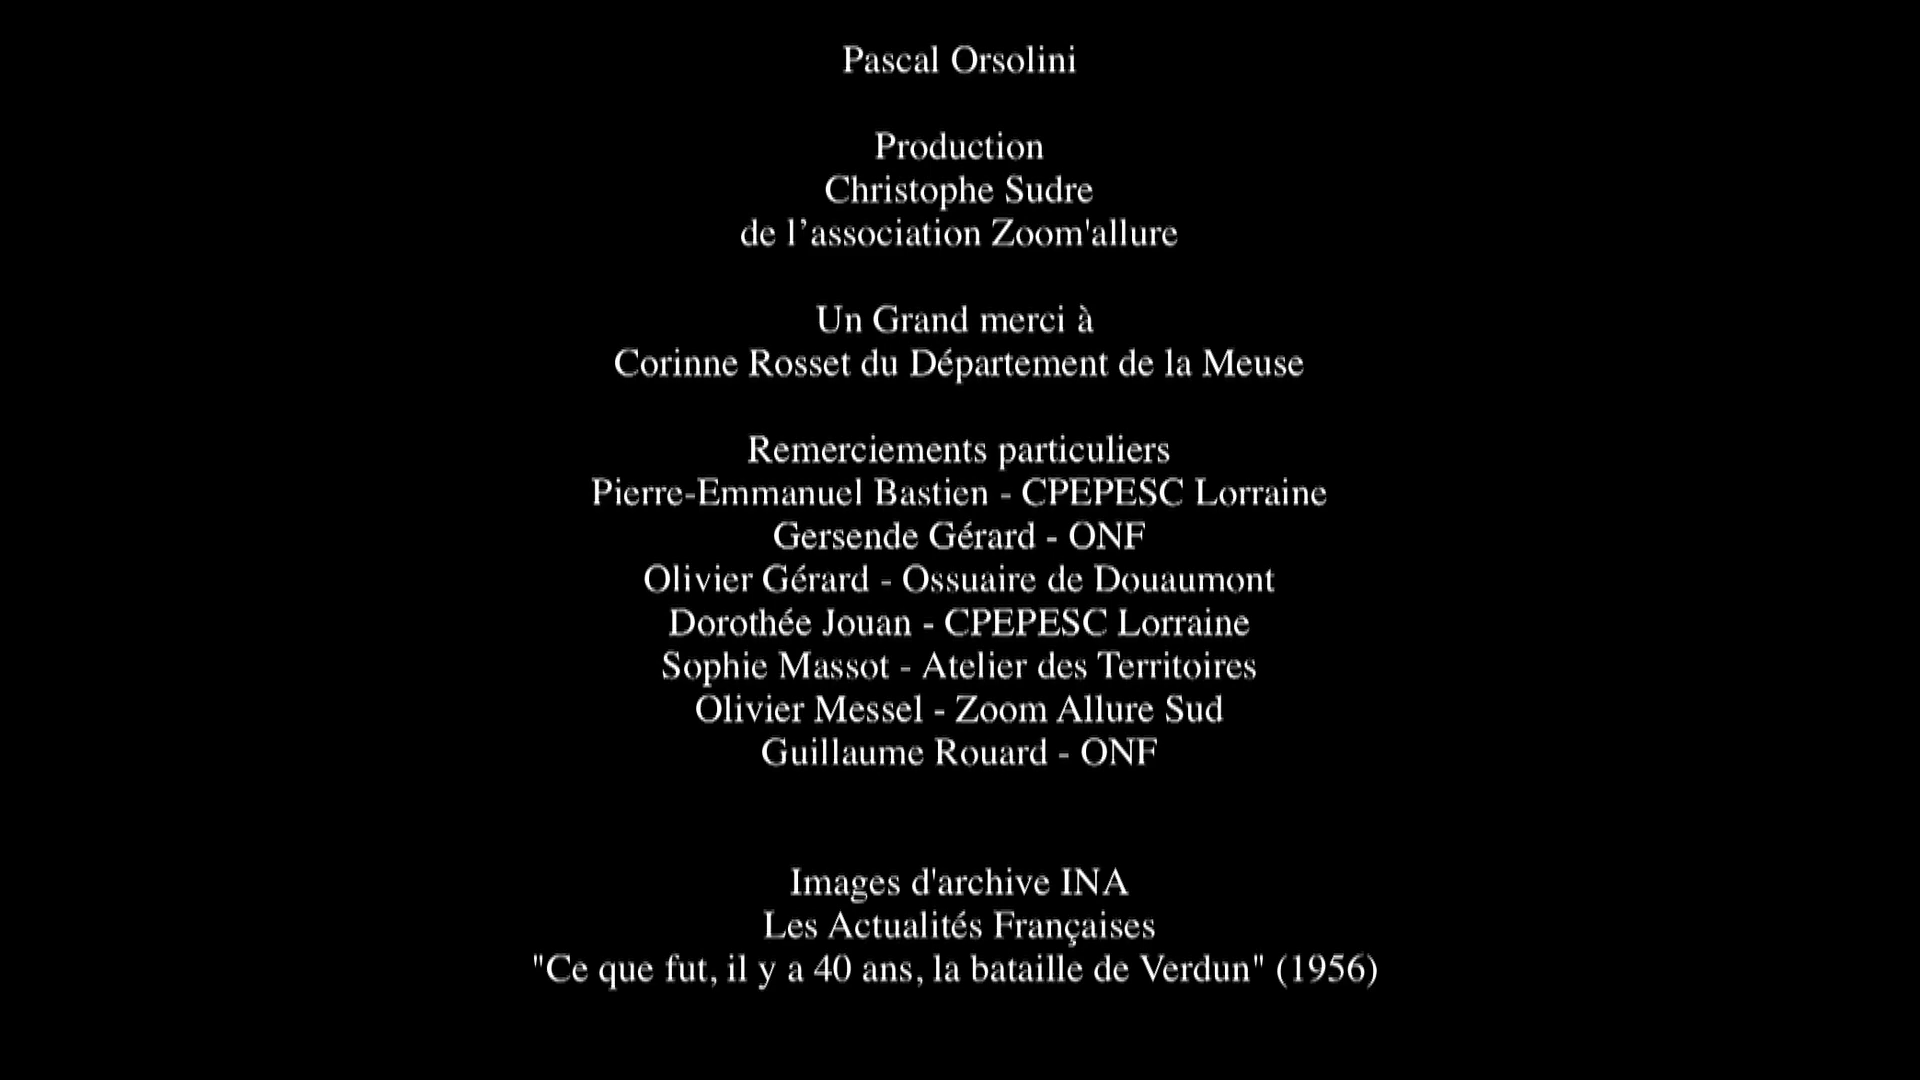 Pascal Orsolini
Production
Christophe Sudre
de l’association Zoom'allure
Un Grand merci à
Corinne Rosset du Département de la Meuse
Remerciements particuliers
Pierre-Emmanuel Bastien - CPEPESC Lorraine
Gersende Gérard - ONF
Olivier Gérard - Ossuaire de Douaumont
Dorothée Jouan - CPEPESC Lorraine
Sophie Massot - Atelier des Territoires
Olivier Messel - Zoom Allure Sud
Guillaume Rouard - ONF
Images d'archive INA
Les Actualités Françaises
"Ce que fut, il y a 40 ans, la bataille de Verdun" (1956)